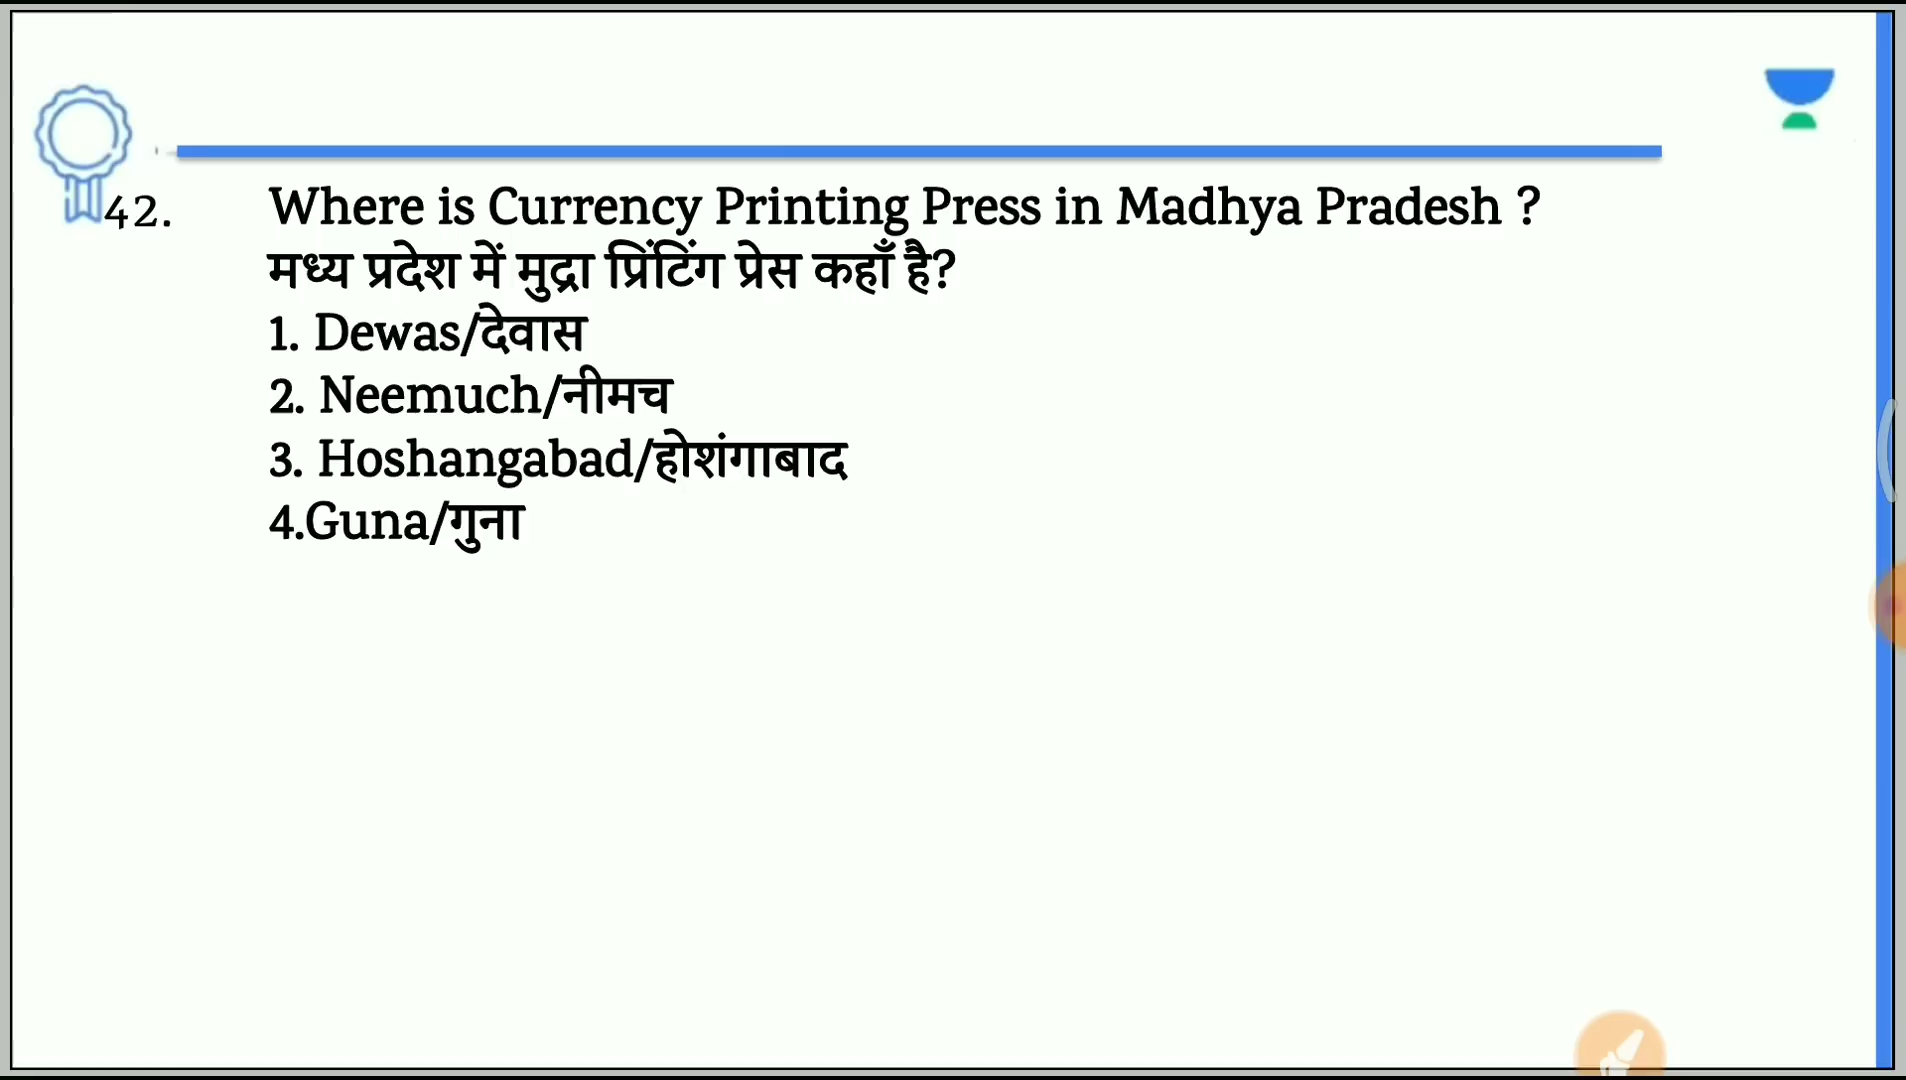 42. Where is Currency Printing Press in Madhya Pradesh ?
मध्य प्रदेश में मुद्रा प्रिंटिंग प्रेस कहाँ है?
1. Dewas/देवास
2. Neemuch/नीमच
3. Hoshangabad/होशंगाबाद
4.Guna/गुना